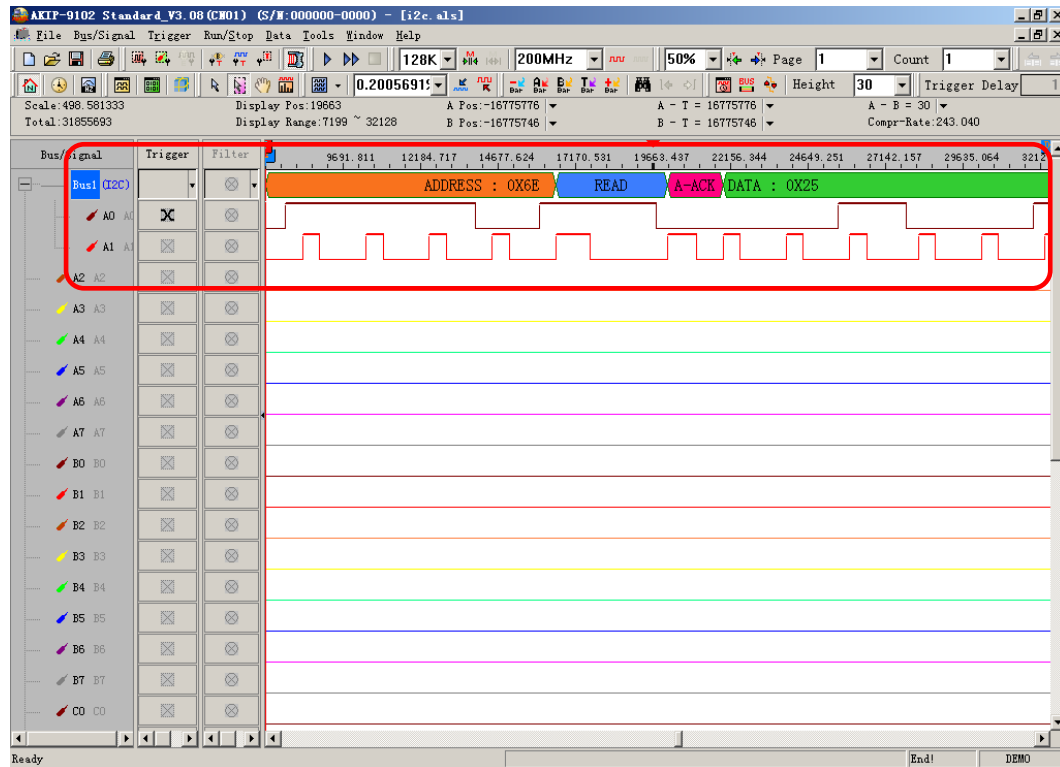 AKIP-9102 Standard_V3.08(CN01) (S/N:000000-0000) - [i2c.als]
File Bus/Signal Trigger Run/Stop Data Tools Window Help
128K 200MHz 50% Page 1 Count 1
Height 30 Trigger Delay 1
Scale:498.581333 Display Pos:19663 A Pos:-16775776 A - T = 16775776 A - B = 30
Total:31855693 Display Range:7199 ~ 32128 B Pos:-16775746 B - T = 16775746 Compr-Rate:243.040
Bus/Signal Trigger Filter 9691.811 12184.717 14677.624 17170.531 19663.437 22156.344 24649.251 27142.157 29635.064 3212
Bus1 (I2C) ADDRESS : 0X6E READ A-ACK DATA : 0X25
A0 A0
A1 A1
A2 A2
A3 A3
A4 A4
A5 A5
A6 A6
A7 A7
B0 B0
B1 B1
B2 B2
B3 B3
B4 B4
B5 B5
B6 B6
B7 B7
C0 C0
Ready End! DEMO